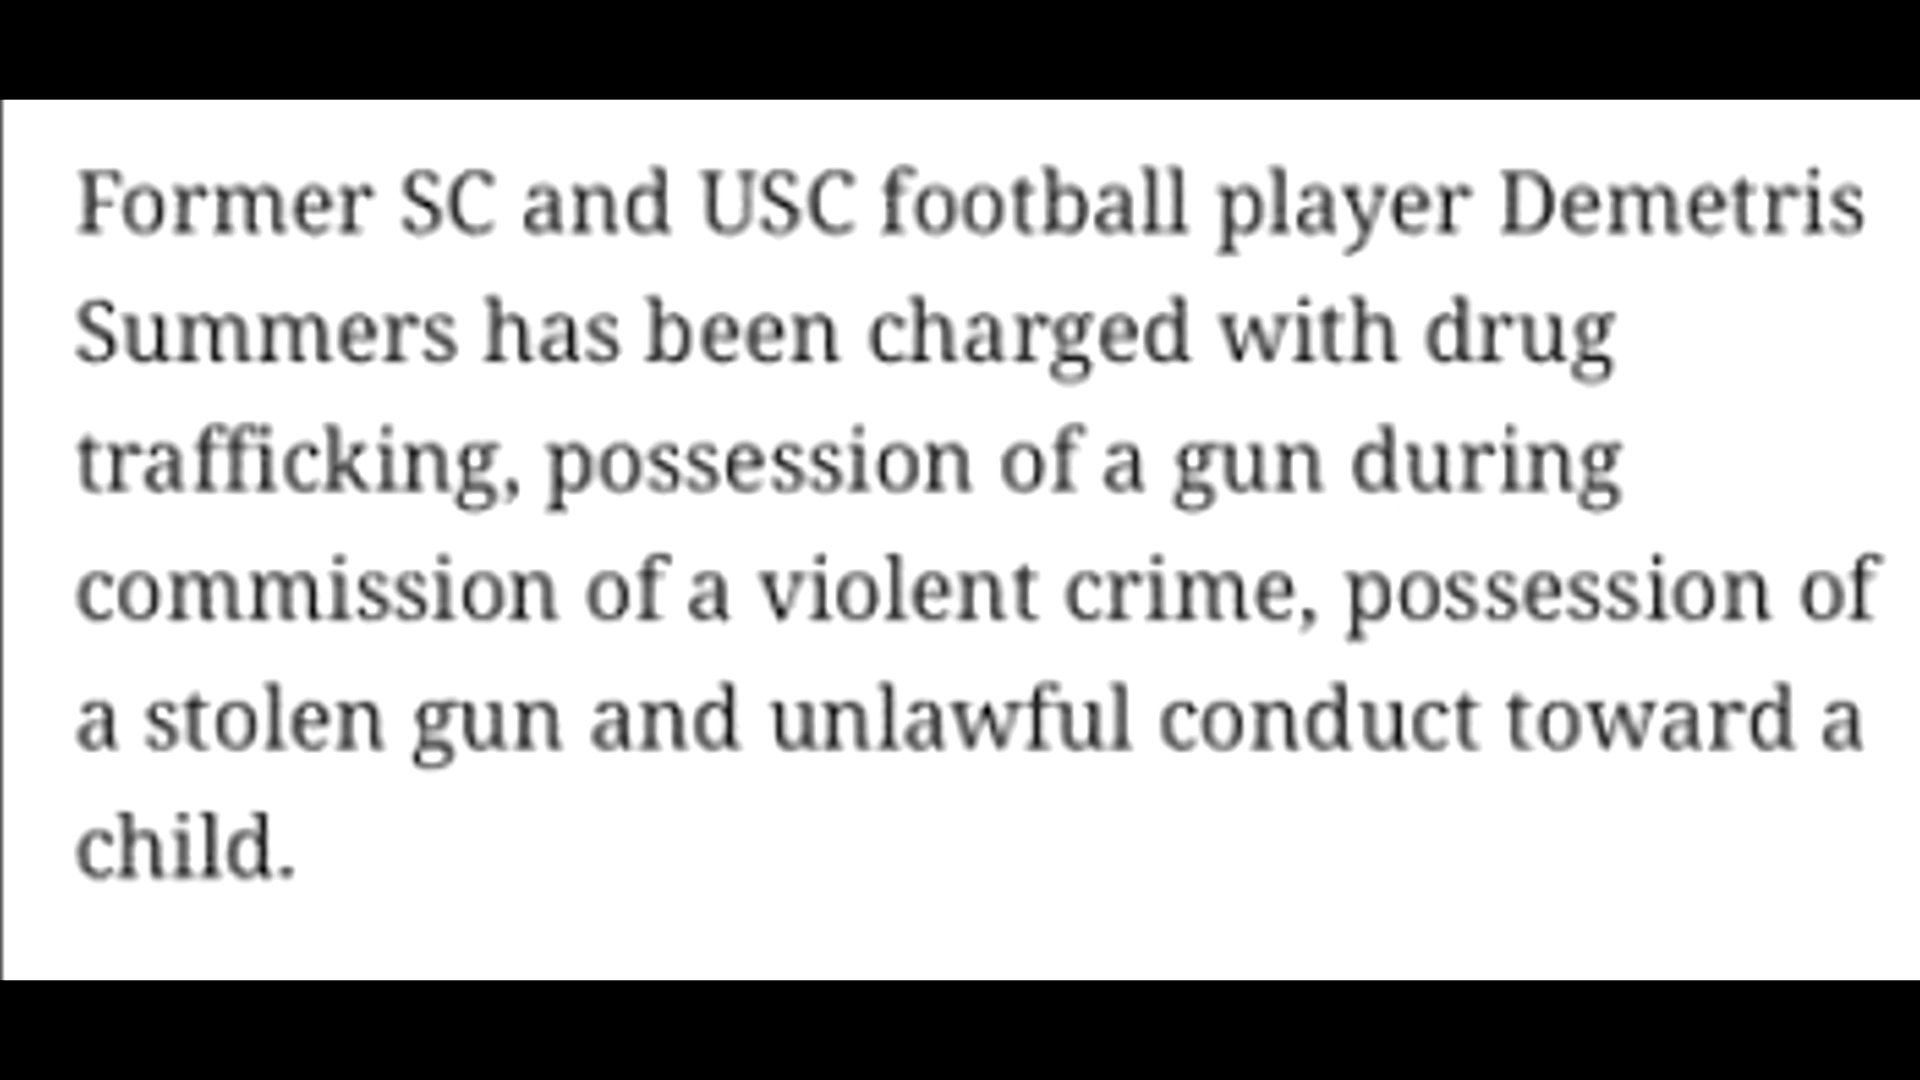 Former SC and USC football player Demetris
Summers has been charged with drug
trafficking, possession of a gun during
commission of a violent crime, possession of
a stolen gun and unlawful conduct toward a
child.